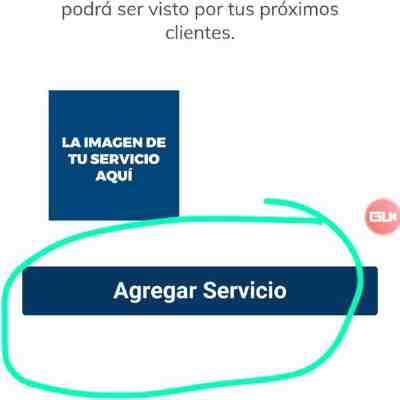 podrá ser visto por tus próximos
clientes.
LA IMAGEN DE
TU SERVICIO
AQUÍ
Agregar Servicio